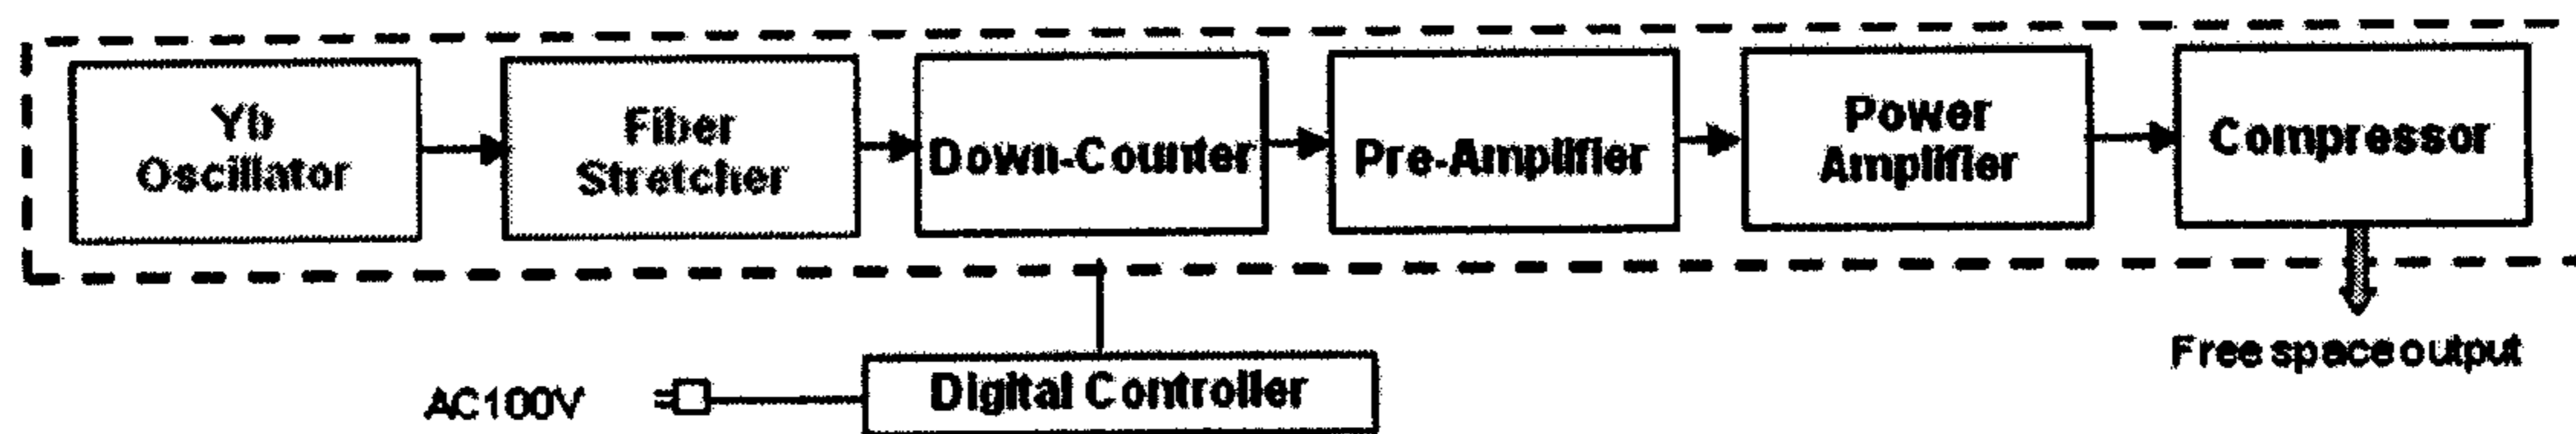 Yb
Oscillator
Fiber
Stretcher
Down-Counter
Pre-Amplifier
Power
Amplifier
Compressor
Free space output
AC100V
Digital Controller